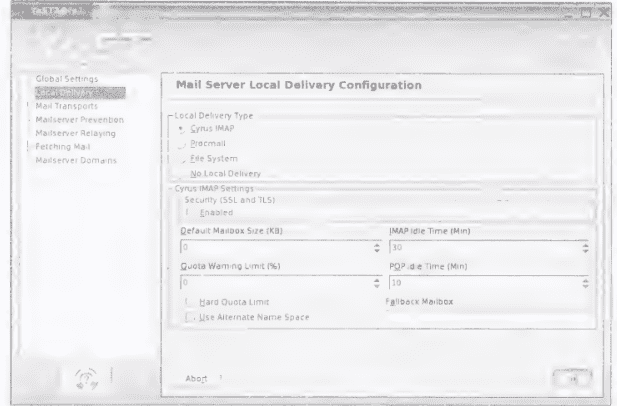 Global Settings
Local Delivery
Mail Transports
Mailserver Prevention
Mailserver Relaying
Fetching Mail
Mailserver Domains
Mail Server Local Delivery Configuration
Local Delivery Type
Cyrus IMAP
Procmail
File System
No Local Delivery
Cyrus IMAP Settings
Security (SSL and TLS)
Enabled
Default Mailbox Size (KB)
IMAP Idle Time (Min)
0
30
Quota Warning Limit (%)
POP Idle Time (Min)
0
10
Hard Quota Limit
Fallback Mailbox
Use Alternate Name Space
Abort